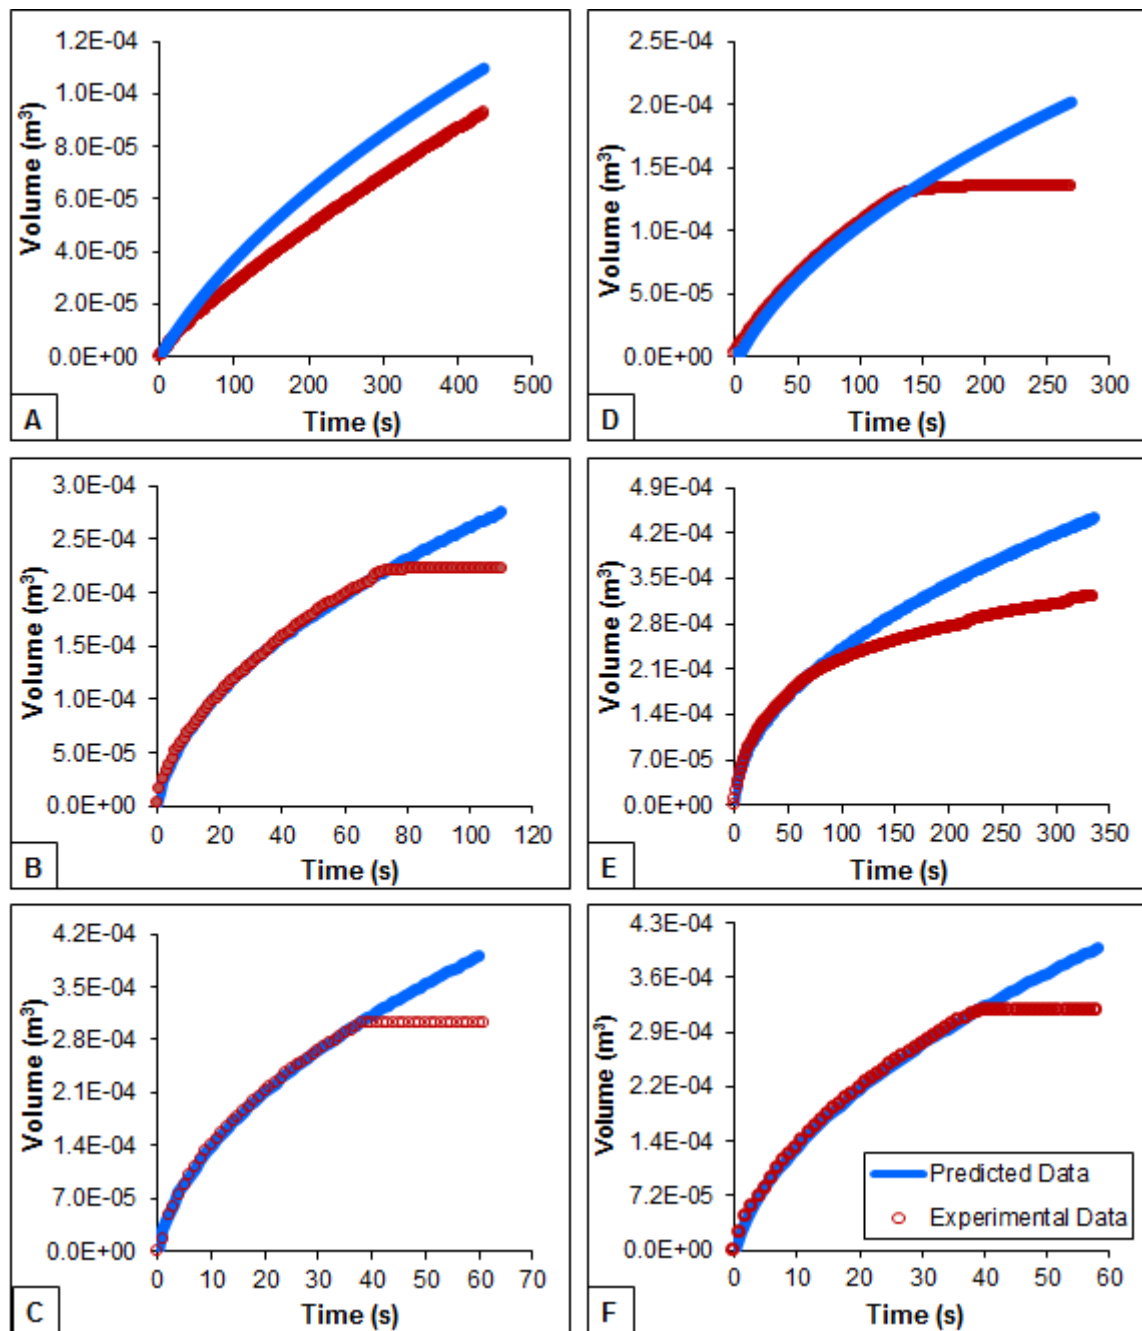 1.2E-04
1.0E-04
8.0E-05
6.0E-05
4.0E-05
2.0E-05
0.0E+00
Volume (m³)
0 100 200 300 400 500
Time (s)
A
2.5E-04
2.0E-04
1.5E-04
1.0E-04
5.0E-05
0.0E+00
Volume (m³)
0 50 100 150 200 250 300
Time (s)
D
3.0E-04
2.5E-04
2.0E-04
1.5E-04
1.0E-04
5.0E-05
0.0E+00
Volume (m³)
0 20 40 60 80 100 120
Time (s)
B
4.9E-04
4.2E-04
3.5E-04
2.8E-04
2.1E-04
1.4E-04
7.0E-05
0.0E+00
Volume (m³)
0 50 100 150 200 250 300 350
Time (s)
E
4.2E-04
3.5E-04
2.8E-04
2.1E-04
1.4E-04
7.0E-05
0.0E+00
Volume (m³)
0 10 20 30 40 50 60 70
Time (s)
C
4.3E-04
3.6E-04
2.9E-04
2.2E-04
1.4E-04
7.2E-05
0.0E+00
Volume (m³)
0 10 20 30 40 50 60
Time (s)
F
Predicted Data
Experimental Data